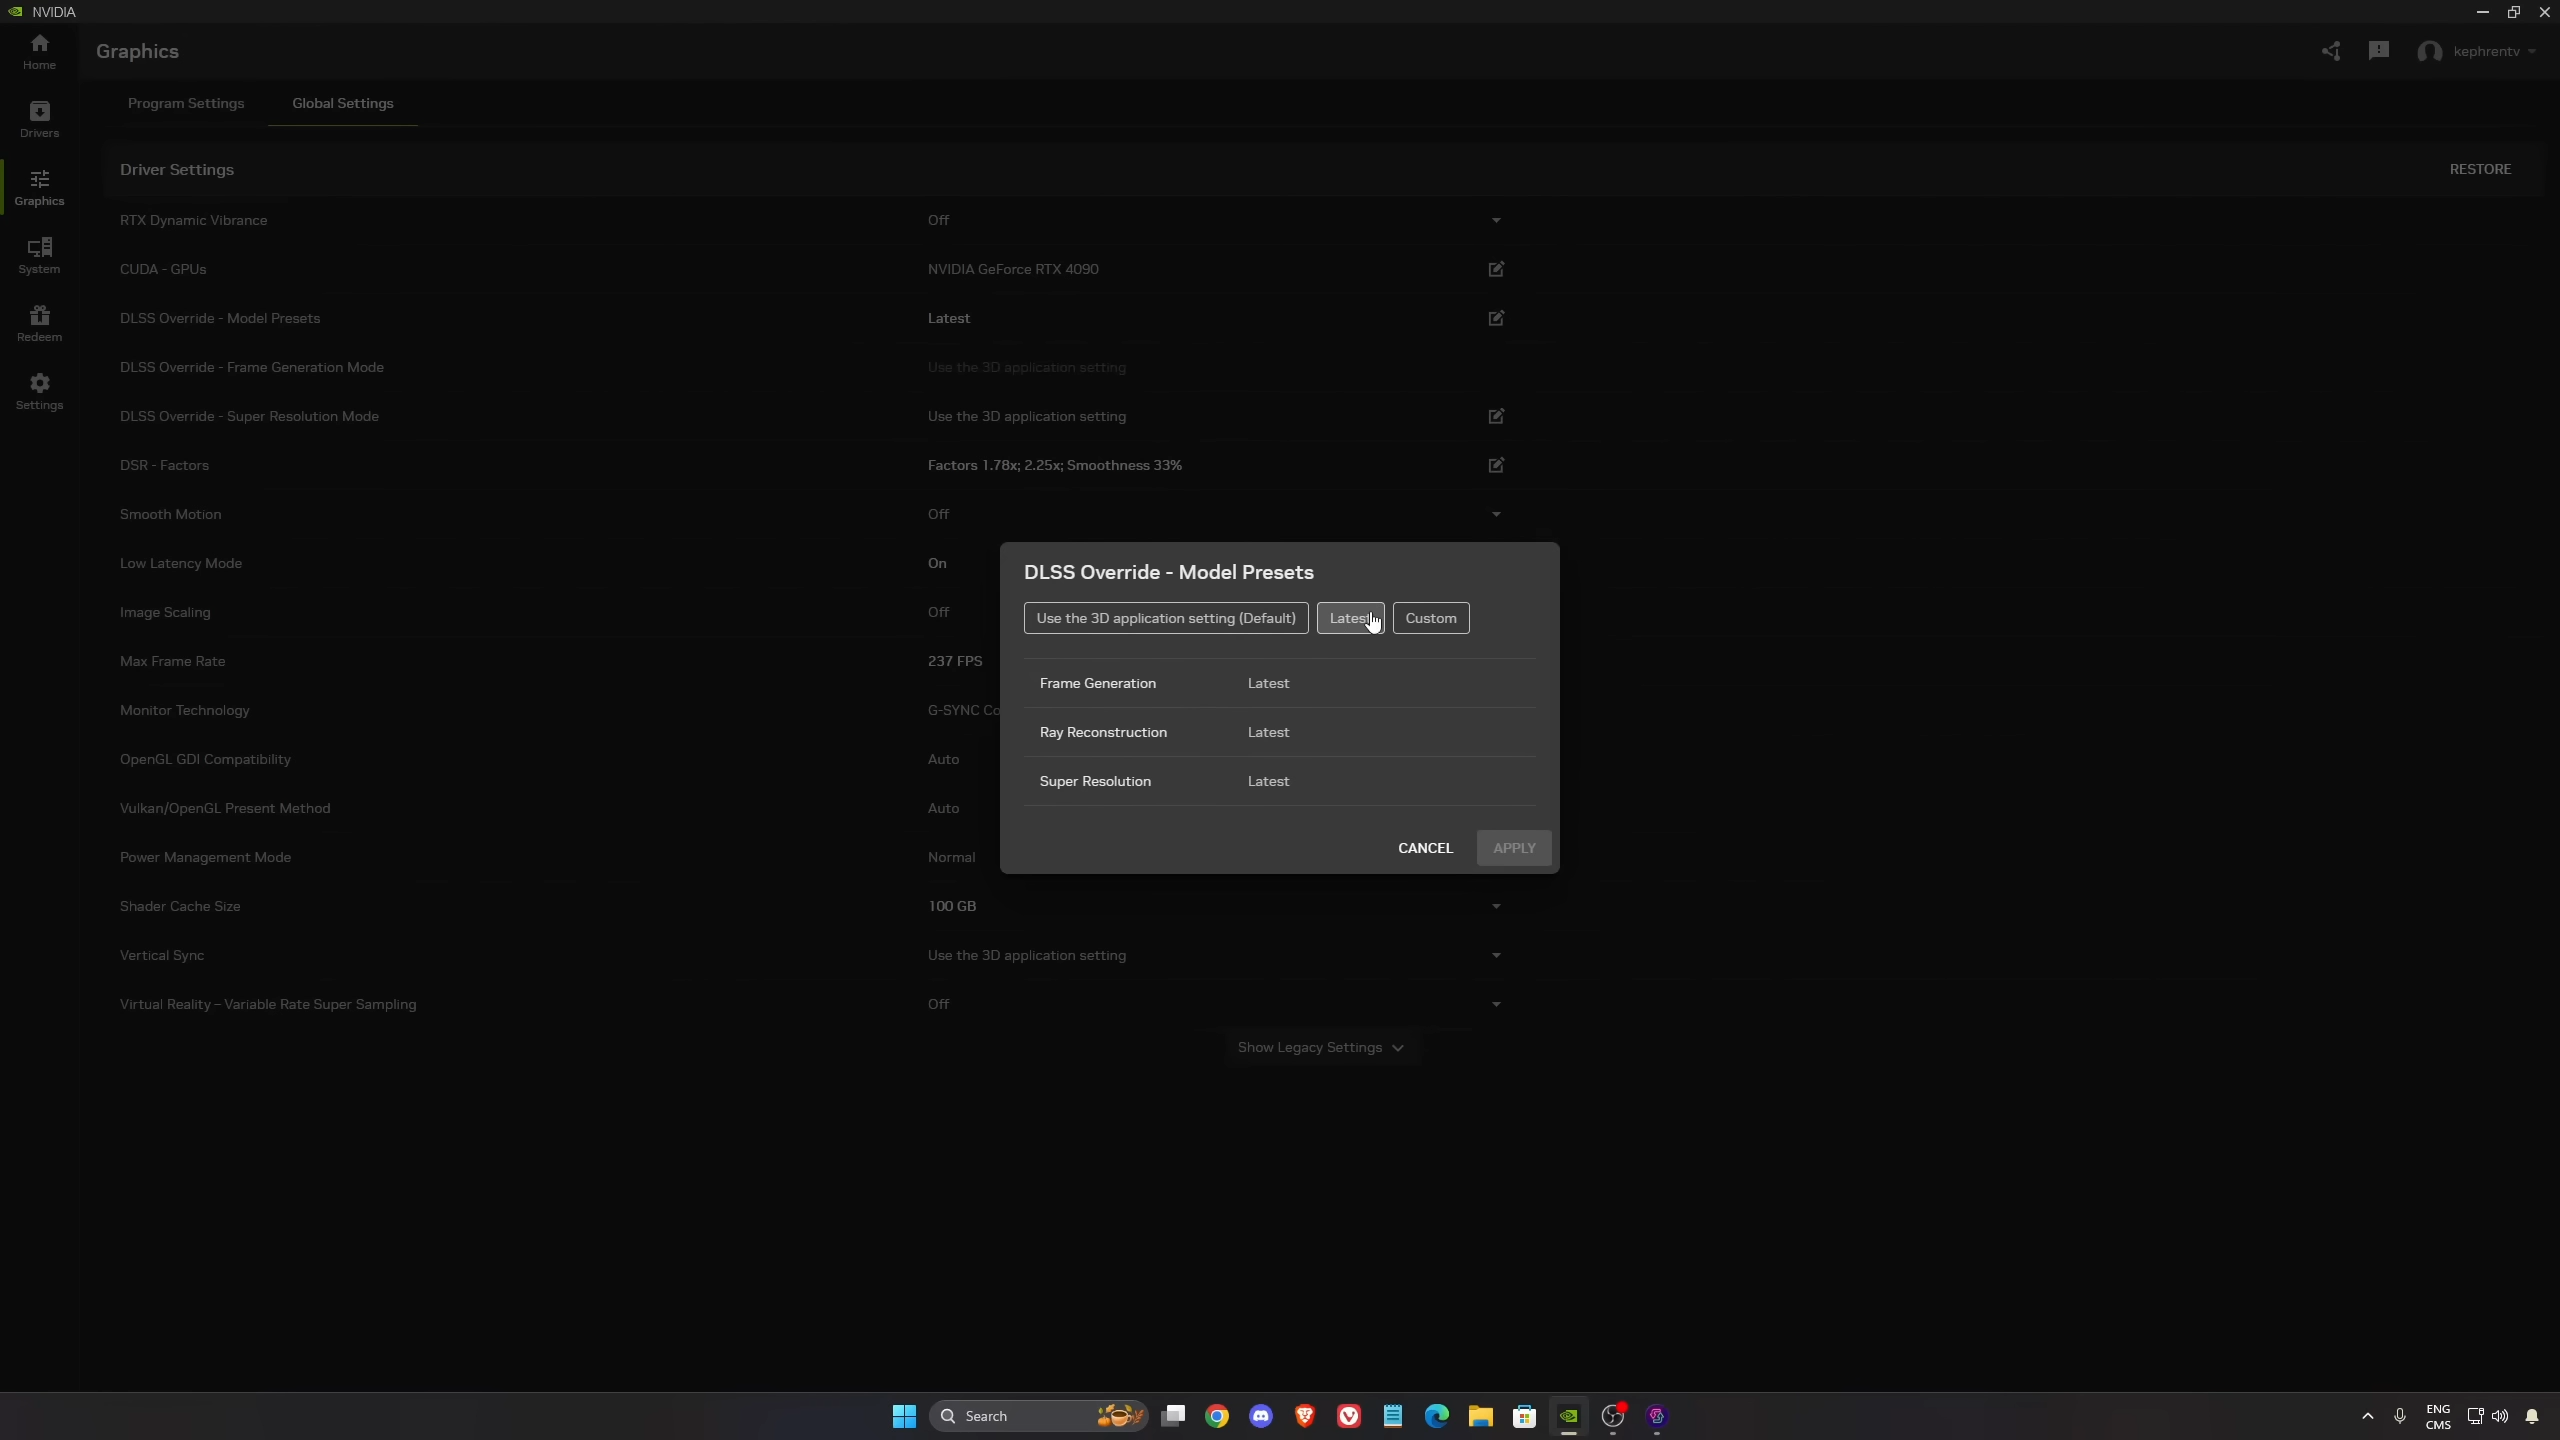 NVIDIA
Graphics
kephrentv
Home
Drivers
Graphics
System
Redeem
Settings
Program Settings
Global Settings
Driver Settings
RESTORE
RTX Dynamic Vibrance Off
CUDA - GPUs NVIDIA GeForce RTX 4090
DLSS Override - Model Presets Latest
DLSS Override - Frame Generation Mode Use the 3D application setting
DLSS Override - Super Resolution Mode Use the 3D application setting
DSR - Factors Factors 1.78x; 2.25x; Smoothness 33%
Smooth Motion Off
Low Latency Mode On
Image Scaling Off
Max Frame Rate 237 FPS
Monitor Technology G-SYNC
OpenGL GDI Compatibility Auto
Vulkan/OpenGL Present Method Auto
Power Management Mode Normal
Shader Cache Size 100 GB
Vertical Sync Use the 3D application setting
Virtual Reality – Variable Rate Super Sampling Off
Show Legacy Settings
DLSS Override - Model Presets
Use the 3D application setting (Default) Latest Custom
Frame Generation Latest
Ray Reconstruction Latest
Super Resolution Latest
CANCEL APPLY
Search
ENG
CMS